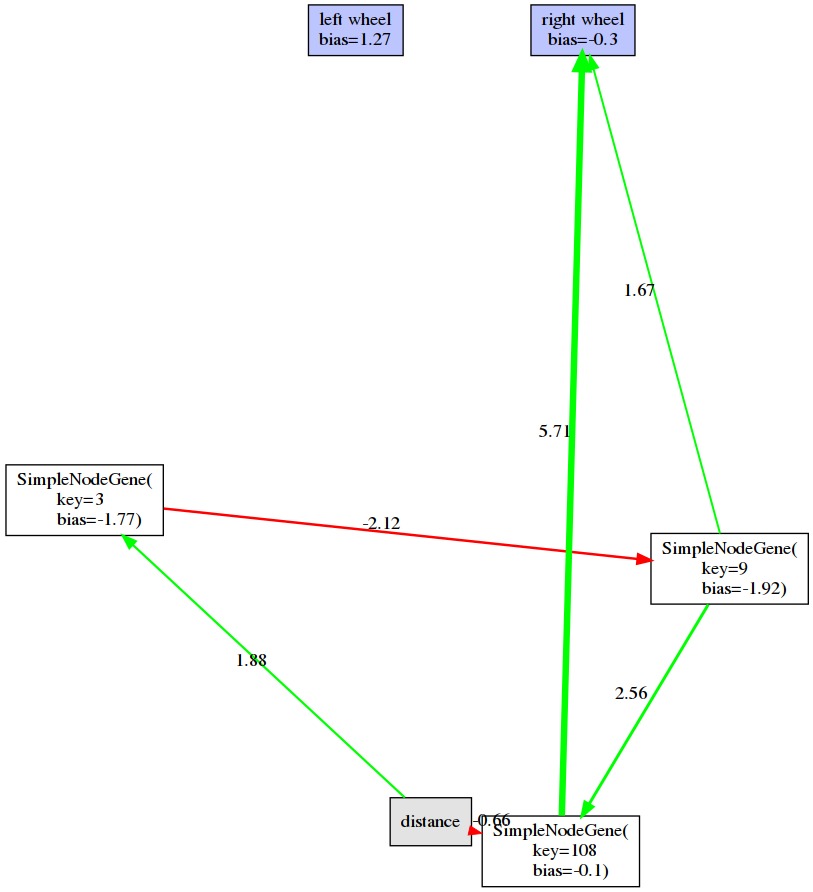 left wheel
bias=1.27
right wheel
bias=-0.3
1.67
5.71
SimpleNodeGene(
key=3
bias=-1.77)
-2.12
SimpleNodeGene(
key=9
bias=-1.92)
1.88
2.56
distance
-0.66
SimpleNodeGene(
key=108
bias=-0.1)